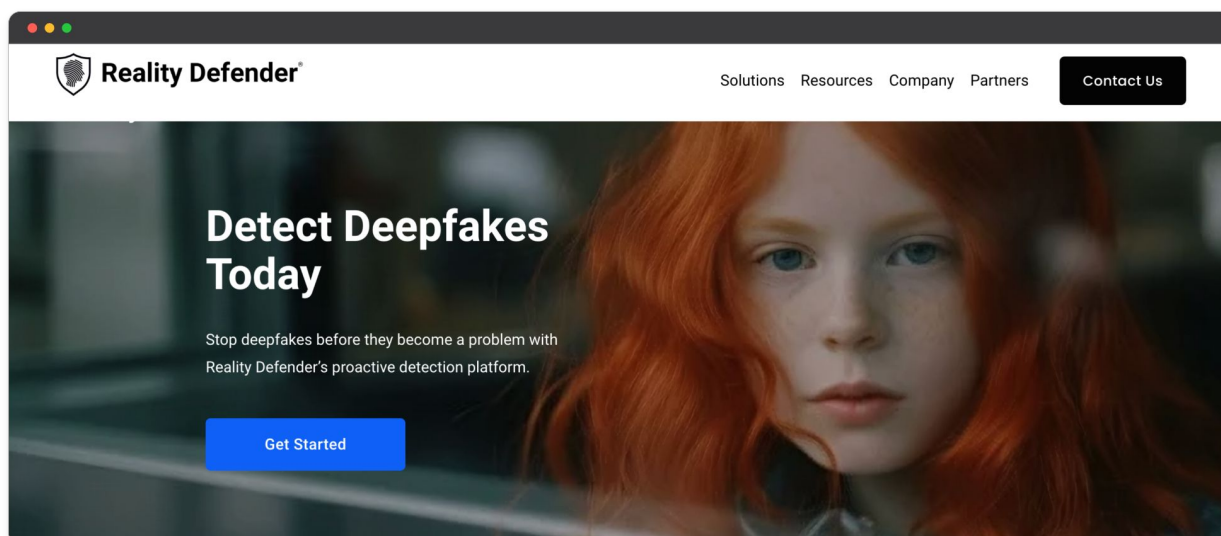 Reality Defender®
Solutions Resources Company Partners
Contact Us
Detect Deepfakes
Today
Stop deepfakes before they become a problem with
Reality Defender’s proactive detection platform.
Get Started